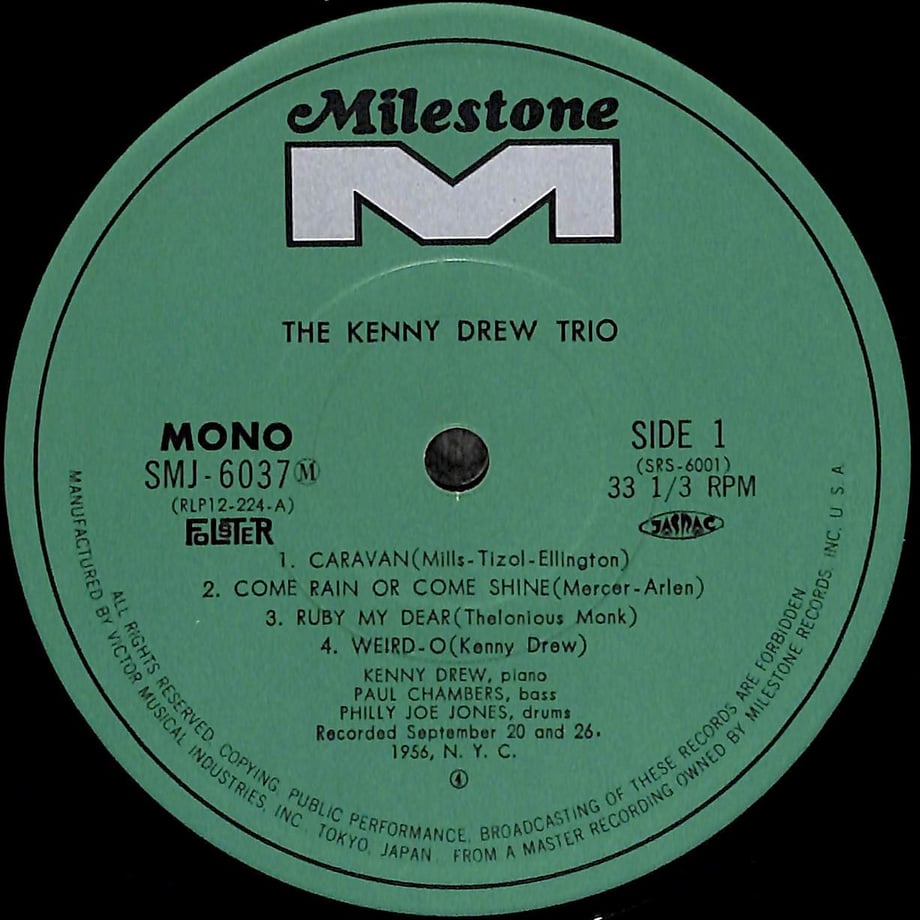 Milestone
M
THE KENNY DREW TRIO
MONO
SMJ-6037Ⓜ
(RLP12-224-A)
FOLSTER
SIDE 1
(SRS-6001)
33 1/3 RPM
JASRAC
1. CARAVAN(Mills-Tizol-Ellington)
2. COME RAIN OR COME SHINE(Mercer-Arlen)
3. RUBY MY DEAR(Thelonious Monk)
4. WEIRD-O(Kenny Drew)
KENNY DREW, piano
PAUL CHAMBERS, bass
PHILLY JOE JONES, drums
Recorded September 20 and 26.
1956, N. Y. C.
④
ALL RIGHTS RESERVED. COPYING, PUBLIC PERFORMANCE, BROADCASTING OF THESE RECORDS ARE FORBIDDEN
MANUFACTURED BY VICTOR MUSICAL INDUSTRIES, INC. TOKYO, JAPAN. FROM A MASTER RECORDING OWNED BY MILESTONE RECORDS, INC. U.S.A.